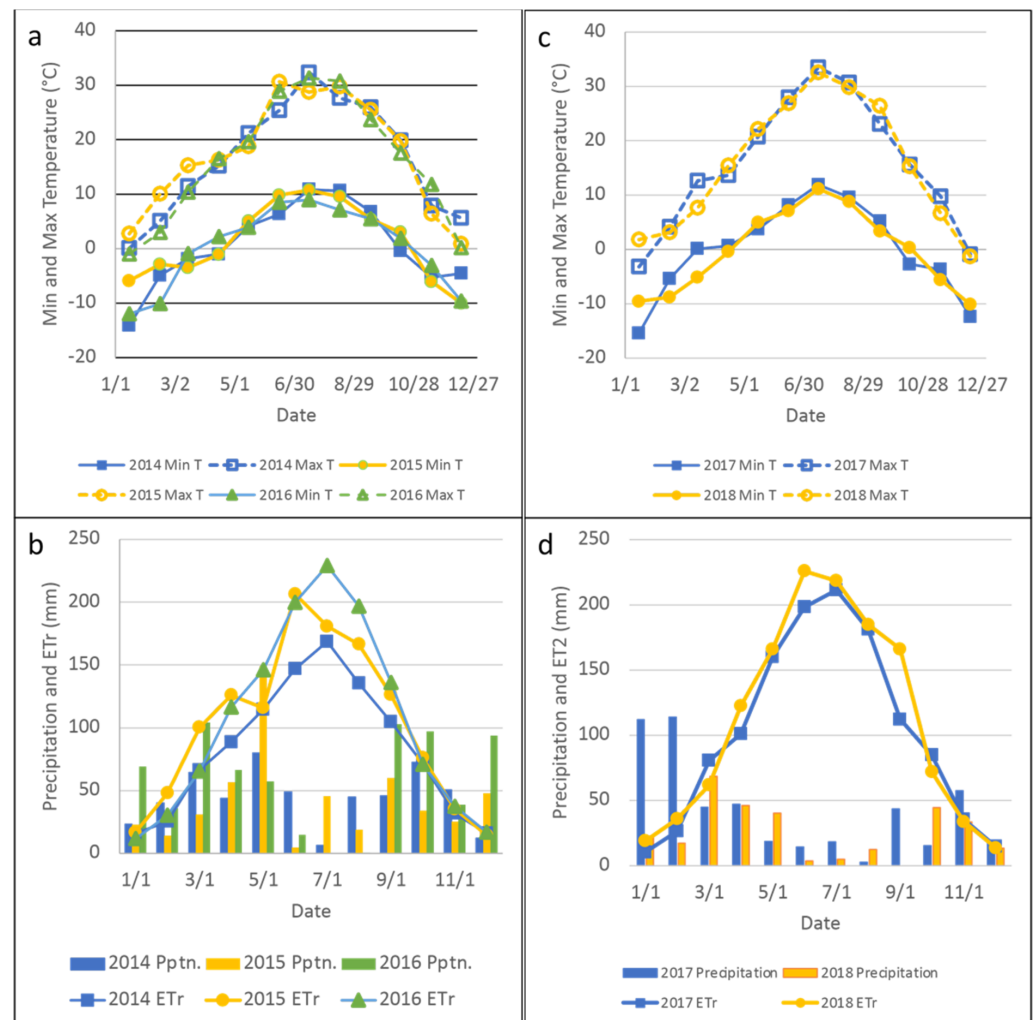 a
Min and Max Temperature (°C)
40
30
20
10
0
-10
-20
1/1 3/2 5/1 6/30 8/29 10/28 12/27
Date
2014 Min T 2014 Max T 2015 Min T
2015 Max T 2016 Min T 2016 Max T
c
Min and Max Temperature (°C)
40
30
20
10
0
-10
-20
1/1 3/2 5/1 6/30 8/29 10/28 12/27
Date
2017 Min T 2017 Max T
2018 Min T 2018 Max T
b
Precipitation and ETr (mm)
250
200
150
100
50
0
1/1 3/1 5/1 7/1 9/1 11/1
Date
2014 Pptn. 2015 Pptn. 2016 Pptn.
2014 ETr 2015 ETr 2016 ETr
d
Precipitation and ET2 (mm)
250
200
150
100
50
0
1/1 3/1 5/1 7/1 9/1 11/1
Date
2017 Precipitation 2018 Precipitation
2017 ETr 2018 ETr